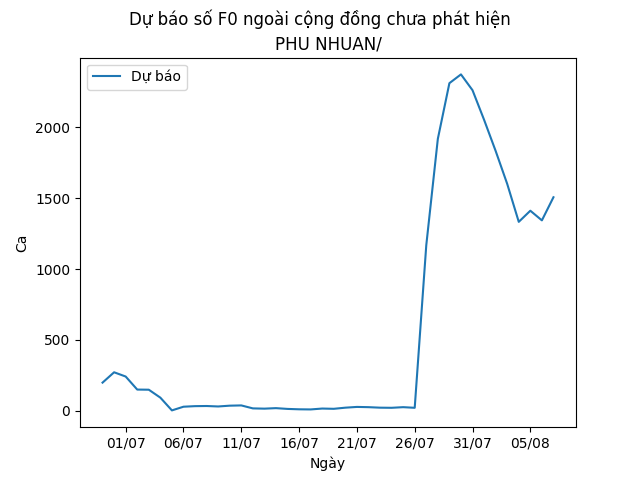 Dự báo số F0 ngoài cộng đồng chưa phát hiện
PHU NHUAN/
Dự báo
2000
1500
1000
500
0
Ca
01/07 06/07 11/07 16/07 21/07 26/07 31/07 05/08
Ngày